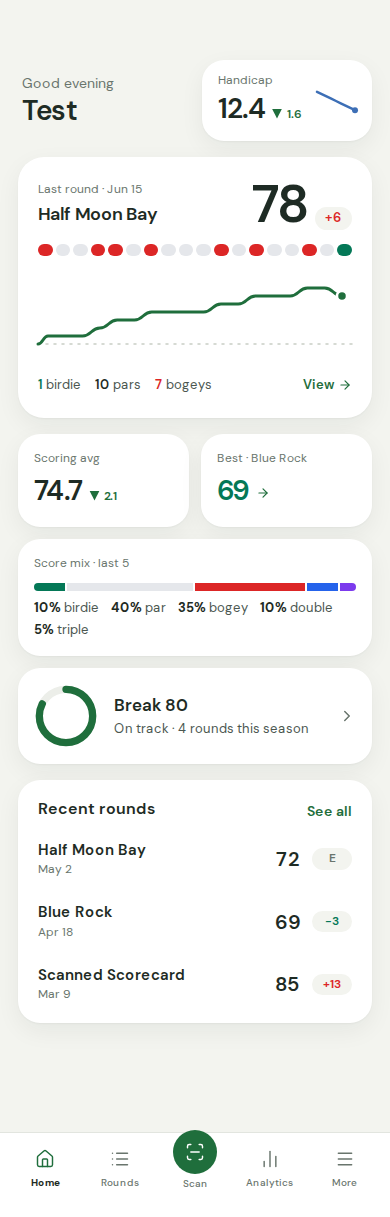 Good evening
Test
Handicap
12.4 ▼ 1.6
Last round · Jun 15
Half Moon Bay
78 +6
1 birdie 10 pars 7 bogeys View →
Scoring avg
74.7 ▼ 2.1
Best · Blue Rock
69 →
Score mix · last 5
10% birdie 40% par 35% bogey 10% double
5% triple
Break 80
On track · 4 rounds this season
Recent rounds See all
Half Moon Bay
May 2
72 E
Blue Rock
Apr 18
69 −3
Scanned Scorecard
Mar 9
85 +13
Home Rounds Scan Analytics More